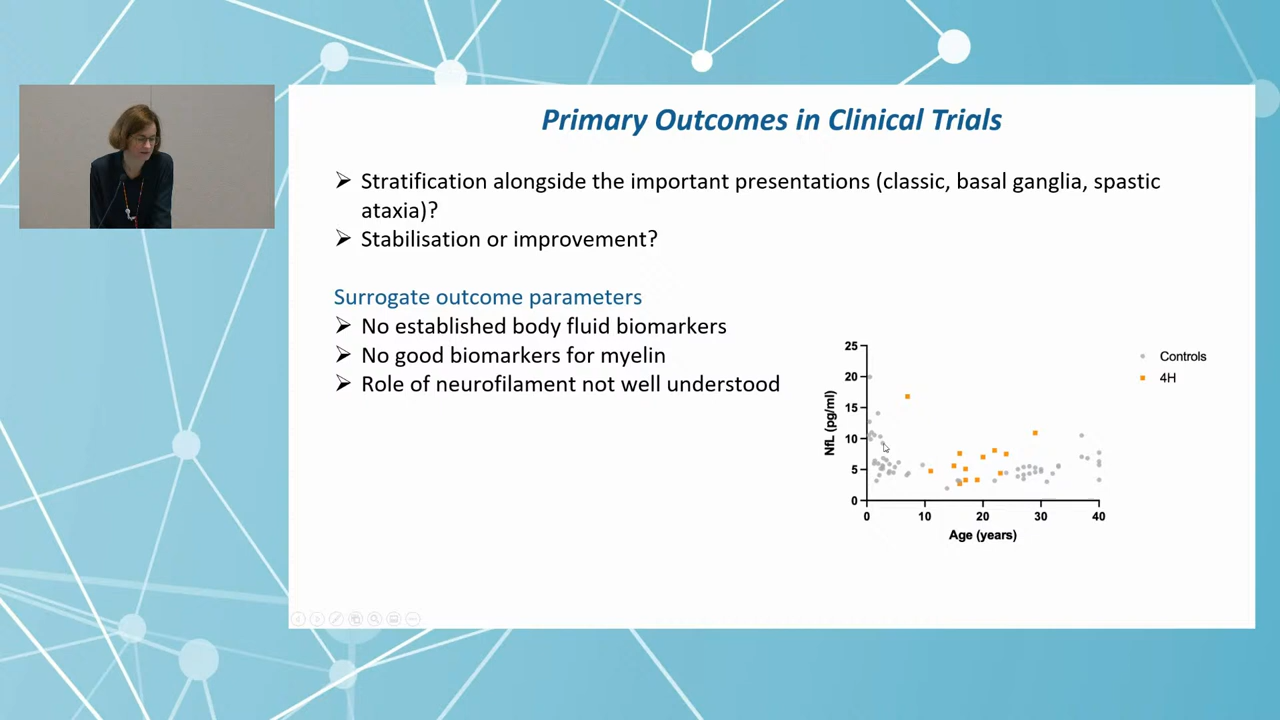 Primary Outcomes in Clinical Trials
➢ Stratification alongside the important presentations (classic, basal ganglia, spastic
ataxia)?
➢ Stabilisation or improvement?
Surrogate outcome parameters
➢ No established body fluid biomarkers
➢ No good biomarkers for myelin
➢ Role of neurofilament not well understood
25
20
15
10
5
0
NfL (pg/ml)
0 10 20 30 40
Age (years)
Controls
4H